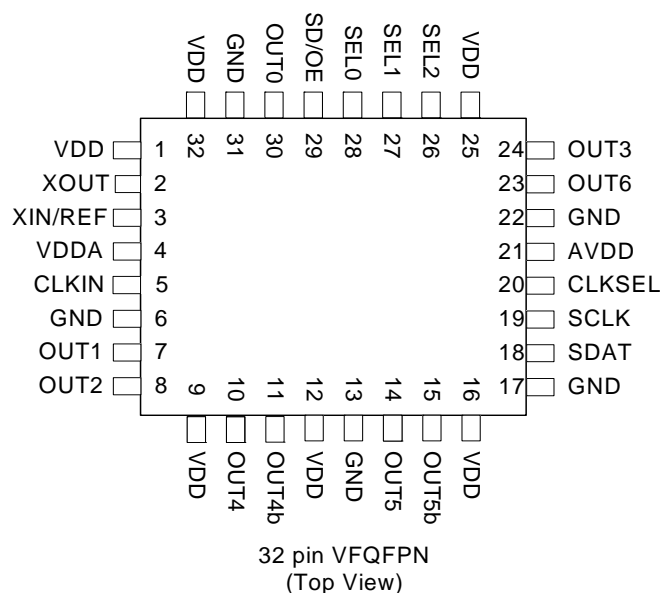 VDD
GND
OUT0
SD/OE
SEL0
SEL1
SEL2
VDD
32
31
30
29
28
27
26
25
VDD 1
XOUT 2
XIN/REF 3
VDDA 4
CLKIN 5
GND 6
OUT1 7
OUT2 8
24 OUT3
23 OUT6
22 GND
21 AVDD
20 CLKSEL
19 SCLK
18 SDAT
17 GND
9
10
11
12
13
14
15
16
VDD
OUT4
OUT4b
VDD
GND
OUT5
OUT5b
VDD
32 pin VFQFPN
(Top View)